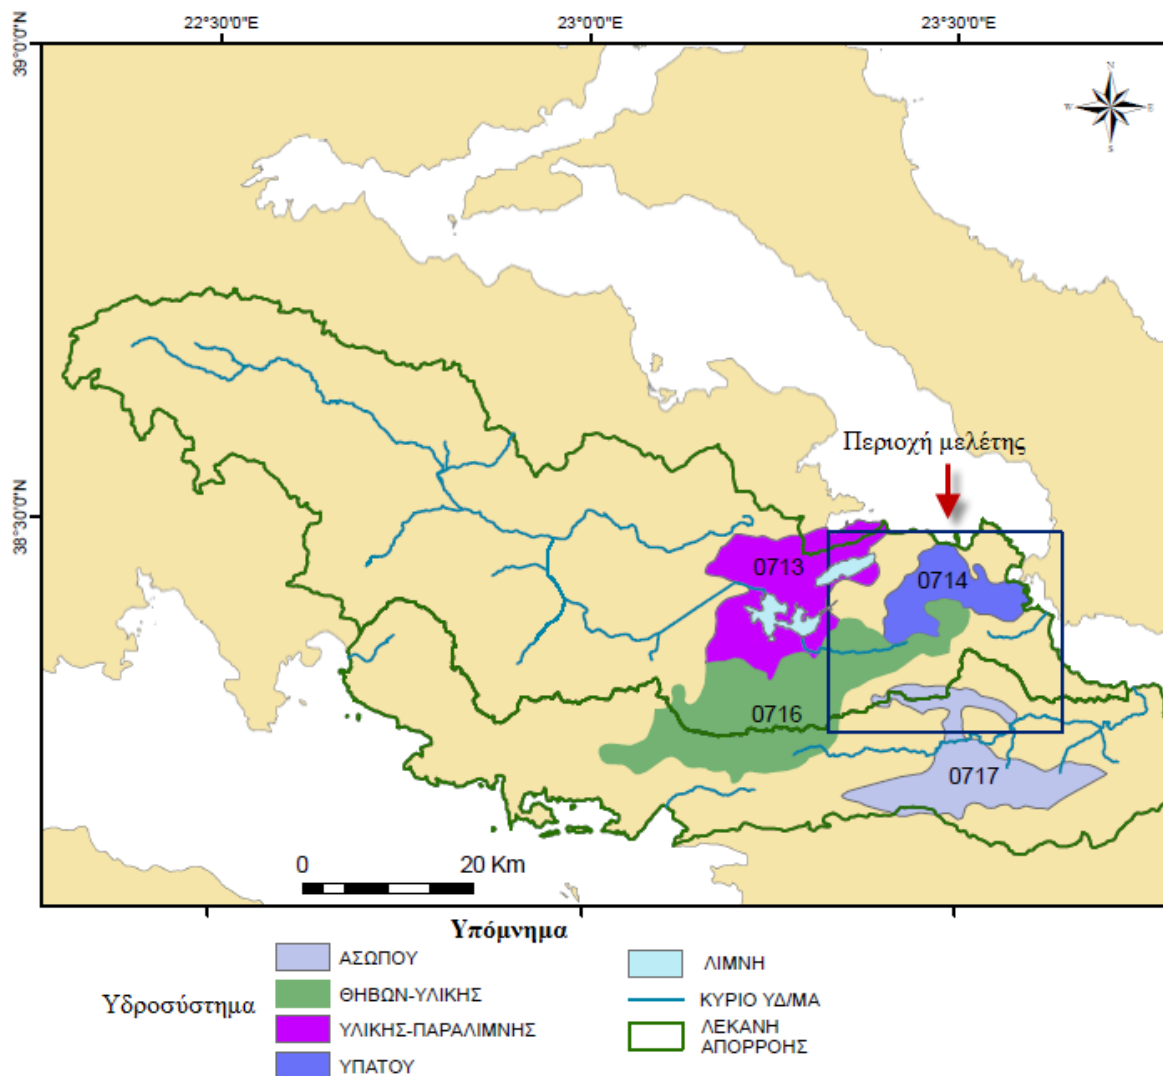 22°30'0"E 23°0'0"E 23°30'0"E
39°0'0"N
N
W E
S
Περιοχή μελέτης
38°30'0"N
0713
0714
0716
0717
0 20 Km
Υπόμνημα
Υδροσύστημα
ΑΣΩΠΟΥ
ΘΗΒΩΝ-ΥΛΙΚΗΣ
ΥΛΙΚΗΣ-ΠΑΡΑΛΙΜΝΗΣ
ΥΠΑΤΟΥ
ΛΙΜΝΗ
ΚΥΡΙΟ ΥΔ/ΜΑ
ΛΕΚΑΝΗ
ΑΠΟΡΡΟΗΣ